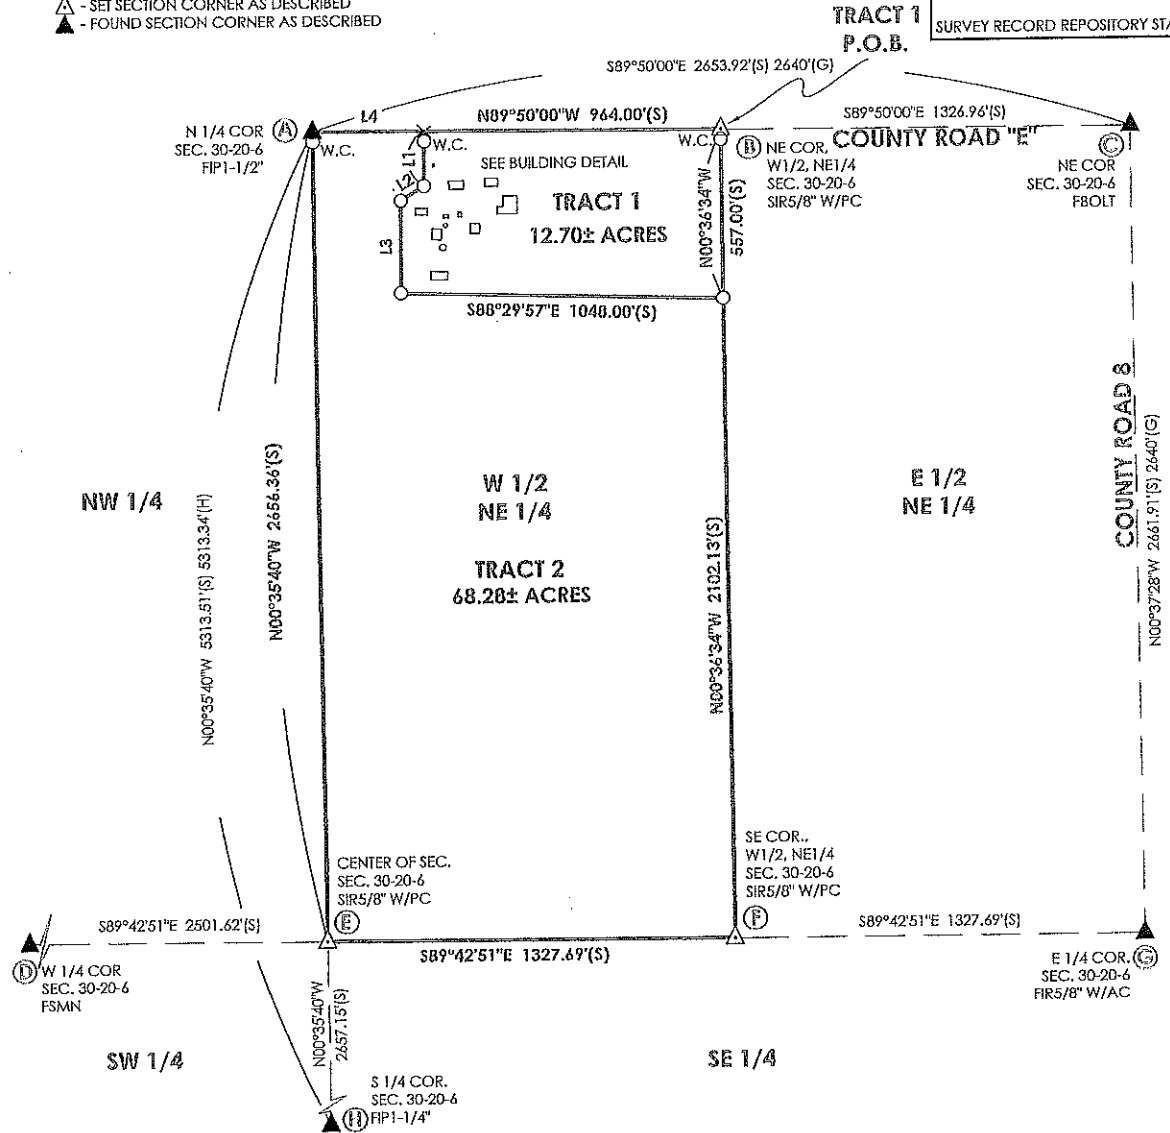 - SET SECTION CORNER AS DESCRIBED
- FOUND SECTION CORNER AS DESCRIBED
TRACT 1
P.O.B.
SURVEY RECORD REPOSITORY
S89°50'00"E 2653.92'(S) 2640'(G)
N 1/4 COR
SEC. 30-20-6
FIP1-1/2"
A
L4
N89°50'00"W 964.00'(S)
S89°50'00"E 1326.96'(S)
COUNTY ROAD "E"
W.C.
W.C.
W.C.
B
NE COR,
W1/2, NE1/4
SEC. 30-20-6
SIR5/8" W/PC
C
NE COR
SEC. 30-20-6
FBOLT
L1
L2
L3
SEE BUILDING DETAIL
TRACT 1
12.70± ACRES
N00°36'34"W
557.00'(S)
S88°29'57"E 1048.00'(S)
COUNTY ROAD 8
N00°37'28"W 2661.91'(S) 2640'(G)
NW 1/4
N00°35'40"W 5313.51'(S) 5313.34'(H)
N00°35'40"W 2656.36'(S)
W 1/2
NE 1/4
TRACT 2
68.28± ACRES
N00°36'34"W 2102.13'(S)
E 1/2
NE 1/4
CENTER OF SEC.
SEC. 30-20-6
SIR5/8" W/PC
E
SE COR.,
W1/2, NE1/4
SEC. 30-20-6
SIR5/8" W/PC
F
S89°42'51"E 2501.62'(S)
S89°42'51"E 1327.69'(S)
S89°42'51"E 1327.69'(S)
D
W 1/4 COR
SEC. 30-20-6
FSMN
E 1/4 COR.
G
SEC. 30-20-6
FIR5/8" W/AC
N00°35'40"W
2657.15'(S)
SW 1/4
SE 1/4
S 1/4 COR.
SEC. 30-20-6
H
FIP1-1/4"